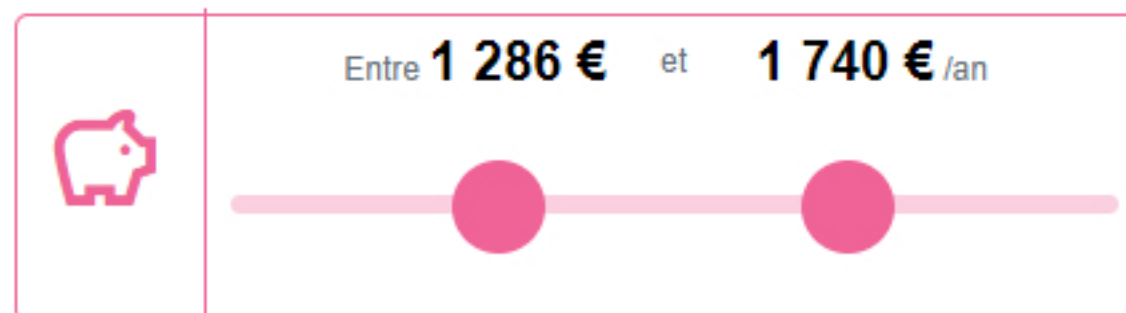 Entre 1 286 € et 1 740 € /an